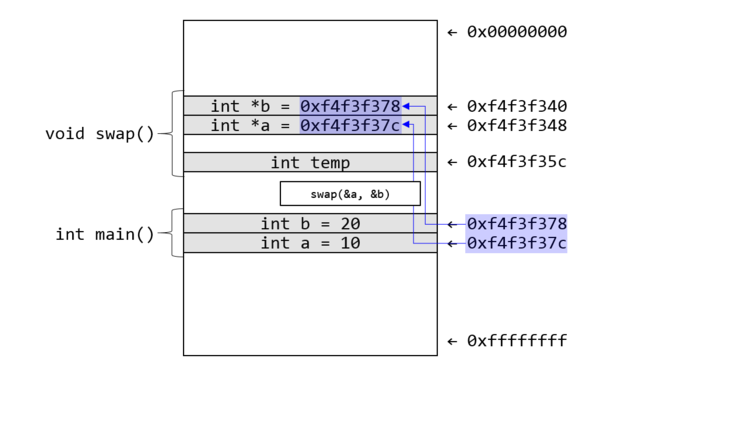 ← 0x00000000
int *b = 0xf4f3f378
← 0xf4f3f340
int *a = 0xf4f3f37c
← 0xf4f3f348
void swap()
int temp
← 0xf4f3f35c
swap(&a, &b)
int b = 20
← 0xf4f3f378
int main()
int a = 10
← 0xf4f3f37c
← 0xffffffff